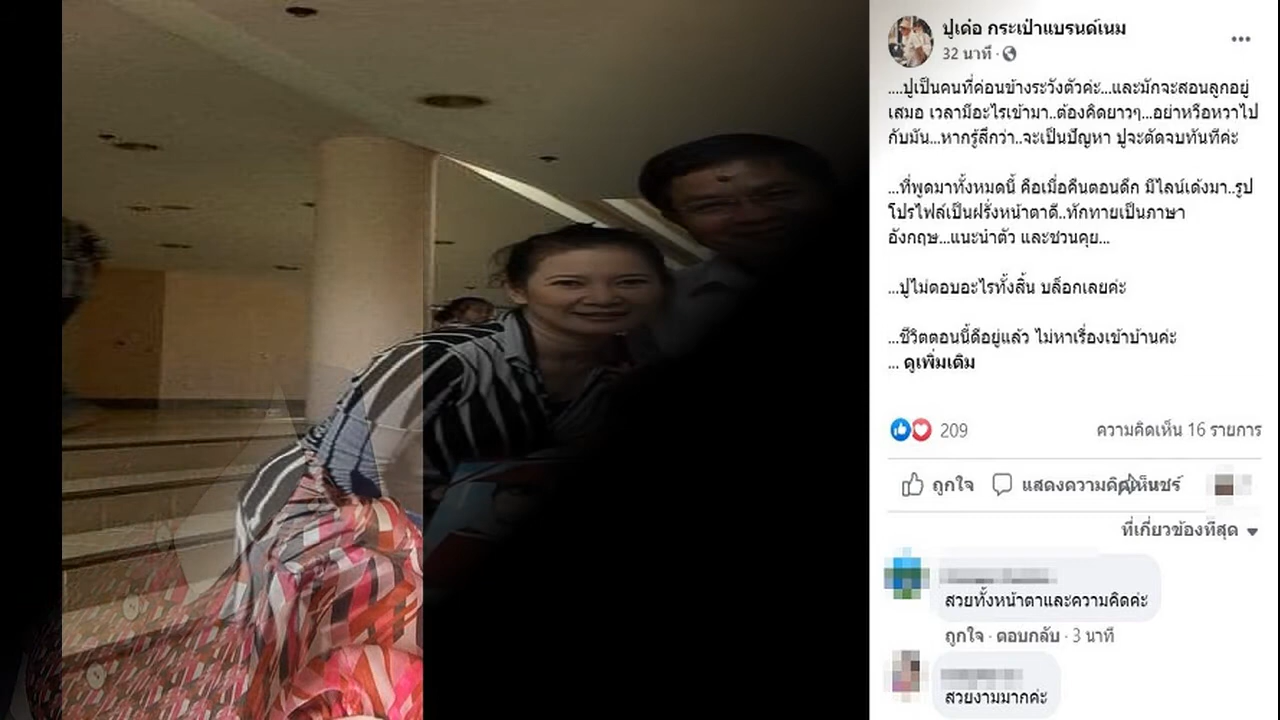 ปูเด้อ กระเป๋าแบรนด์เนม
32 นาที ·
....ปูเป็นคนที่ค่อนข้างระวังตัวค่ะ...และมักจะสอนลูกอยู่
เสมอ เวลามีอะไรเข้ามา..ต้องคิดยาวๆ...อย่าหวือหวาไป
กับมัน...หากรู้สึกว่า..จะเป็นปัญหา ปูจะตัดจบทันทีค่ะ
...ที่พูดมาทั้งหมดนี้ คือเมื่อคืนตอนดึก มีไลน์เด้งมา..รูป
โปรไฟล์เป็นฝรั่งหน้าตาดี..ทักทายเป็นภาษา
อังกฤษ...แนะนำตัว และชวนคุย...
...ปูไม่ตอบอะไรทั้งสิ้น บล็อกเลยค่ะ
...ชีวิตตอนนี้ดีอยู่แล้ว ไม่หาเรื่องเข้าบ้านค่ะ
... ดูเพิ่มเติม
209 ความคิดเห็น 16 รายการ
ถูกใจ แสดงความคิดเห็น แชร์
ที่เกี่ยวข้องที่สุด
สวยทั้งหน้าตาและความคิดค่ะ
ถูกใจ · ตอบกลับ · 3 นาที
สวยงามมากค่ะ